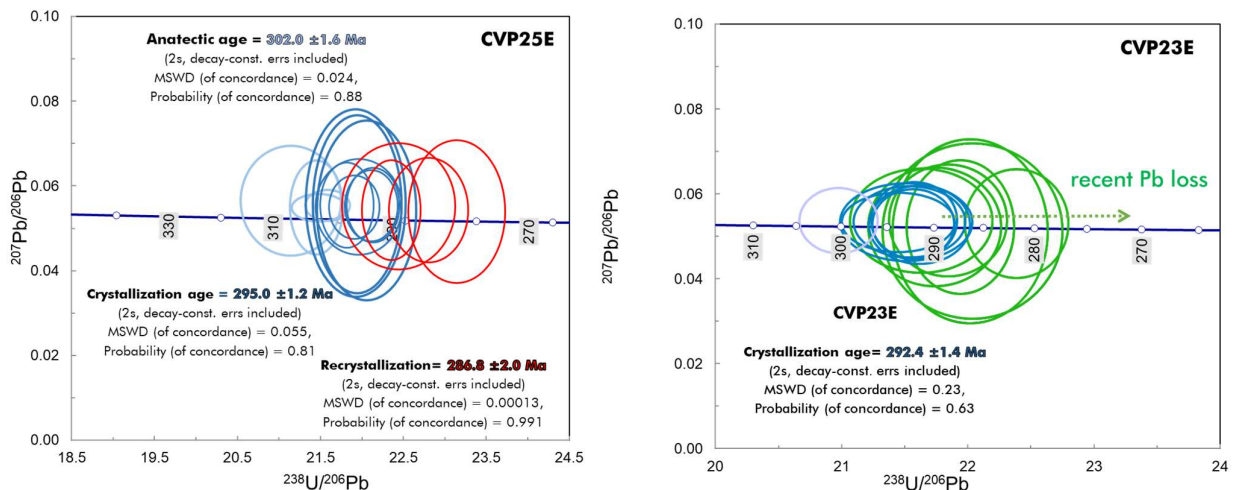 0.10
0.08
0.06
0.04
0.02
0.00
207Pb/206Pb
CVP25E
Anatectic age = 302.0 ±1.6 Ma
(2s, decay-const. errs included)
MSWD (of concordance) = 0.024,
Probability (of concordance) = 0.88
330
310
290
270
Crystallization age = 295.0 ±1.2 Ma
(2s, decay-const. errs included)
MSWD (of concordance) = 0.055,
Probability (of concordance) = 0.81
Recrystallization= 286.8 ±2.0 Ma
(2s, decay-const. errs included)
MSWD (of concordance) = 0.00013,
Probability (of concordance) = 0.991
18.5 19.5 20.5 21.5 22.5 23.5 24.5
238U/206Pb
0.10
0.08
0.06
0.04
0.02
0.00
207Pb/206Pb
CVP23E
recent Pb loss
310
300
290
280
270
CVP23E
Crystallization age= 292.4 ±1.4 Ma
(2s, decay-const. errs included)
MSWD (of concordance) = 0.23,
Probability (of concordance) = 0.63
20 21 22 23 24
238U/206Pb